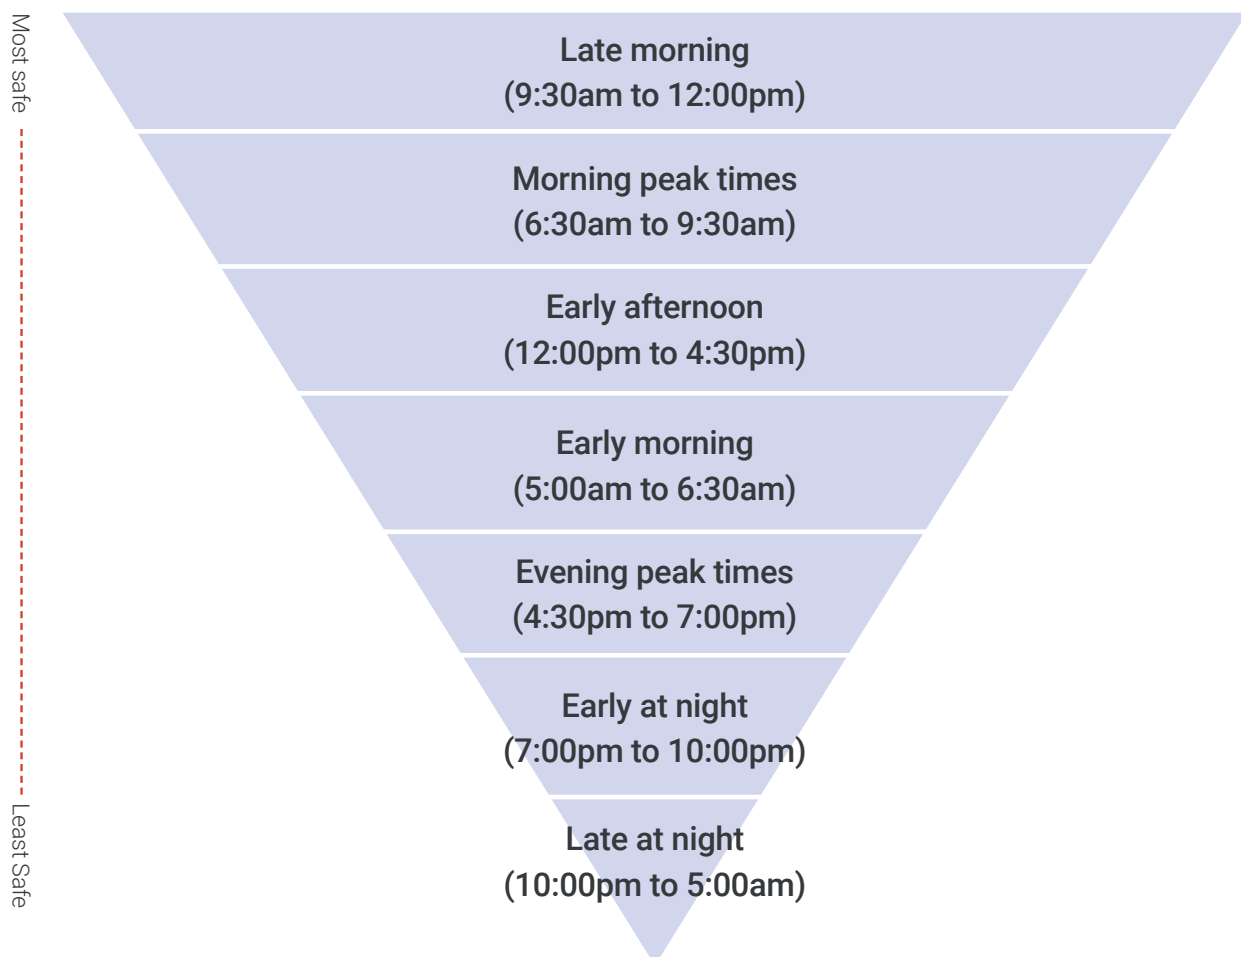 Most safe
Late morning
(9:30am to 12:00pm)
Morning peak times
(6:30am to 9:30am)
Early afternoon
(12:00pm to 4:30pm)
Early morning
(5:00am to 6:30am)
Evening peak times
(4:30pm to 7:00pm)
Early at night
(7:00pm to 10:00pm)
Late at night
(10:00pm to 5:00am)
Least Safe